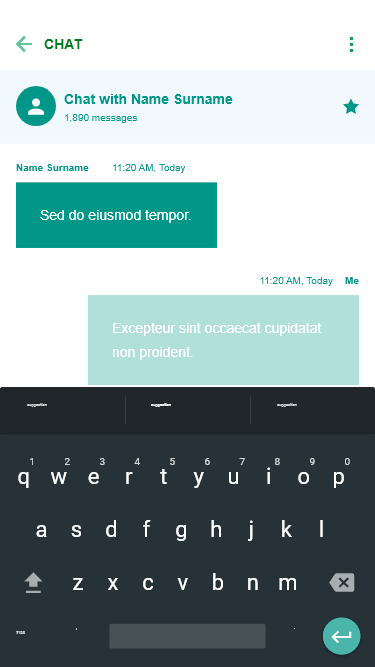 CHAT
Chat with Name Surname
1,890 messages
Name Surname 11:20 AM, Today
Sed do eiusmod tempor.
11:20 AM, Today Me
Excepteur sint occaecat cupidatat
non proident.
suggestion suggestion suggestion
1 2 3 4 5 6 7 8 9 0
q w e r t y u i o p
a s d f g h j k l
z x c v b n m
?123 , .